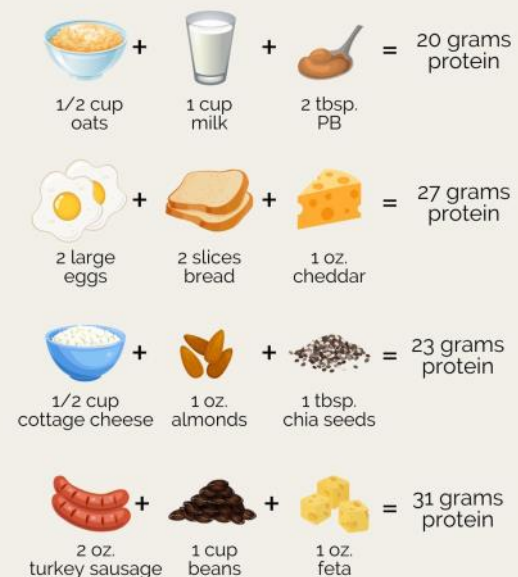 + + = 20 grams
protein
1/2 cup
oats
1 cup
milk
2 tbsp.
PB
+ + = 27 grams
protein
2 large
eggs
2 slices
bread
1 oz.
cheddar
+ + = 23 grams
protein
1/2 cup
cottage cheese
1 oz.
almonds
1 tbsp.
chia seeds
+ + = 31 grams
protein
2 oz.
turkey sausage
1 cup
beans
1 oz.
feta